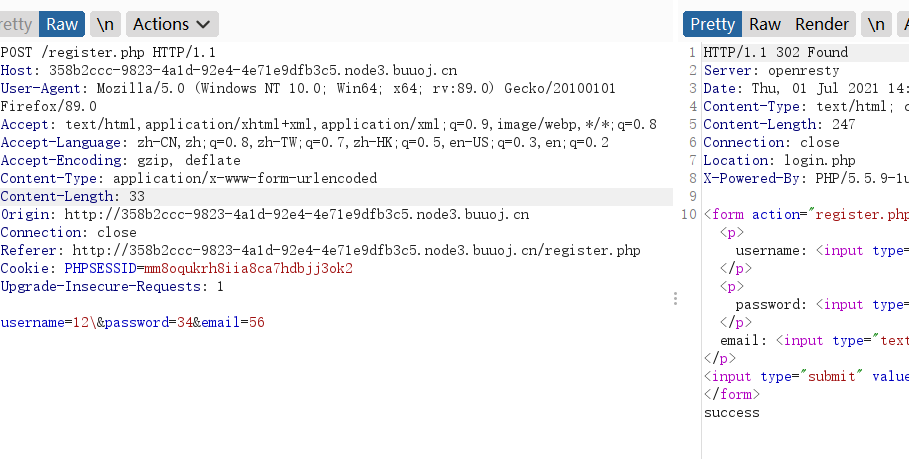 Pretty Raw \n Actions
POST /register.php HTTP/1.1
Host: 358b2ccc-9823-4a1d-92e4-4e71e9dfb3c5.node3.buuoj.cn
User-Agent: Mozilla/5.0 (Windows NT 10.0; Win64; x64; rv:89.0) Gecko/20100101
Firefox/89.0
Accept: text/html,application/xhtml+xml,application/xml;q=0.9,image/webp,*/*;q=0.8
Accept-Language: zh-CN,zh;q=0.8,zh-TW;q=0.7,zh-HK;q=0.5,en-US;q=0.3,en;q=0.2
Accept-Encoding: gzip, deflate
Content-Type: application/x-www-form-urlencoded
Content-Length: 33
Origin: http://358b2ccc-9823-4a1d-92e4-4e71e9dfb3c5.node3.buuoj.cn
Connection: close
Referer: http://358b2ccc-9823-4a1d-92e4-4e71e9dfb3c5.node3.buuoj.cn/register.php
Cookie: PHPSESSID=mm8oqukrh8iia8ca7hdbjj3ok2
Upgrade-Insecure-Requests: 1
username=12\&password=34&email=56
Pretty Raw Render \n
1 HTTP/1.1 302 Found
2 Server: openresty
3 Date: Thu, 01 Jul 2021 14:
4 Content-Type: text/html; c
5 Content-Length: 247
6 Connection: close
7 Location: login.php
8 X-Powered-By: PHP/5.5.9-1u
9
10 <form action="register.php
<p>
username: <input type=
</p>
<p>
password: <input type=
</p>
email: <input type="text
</p>
<input type="submit" value
</form>
success